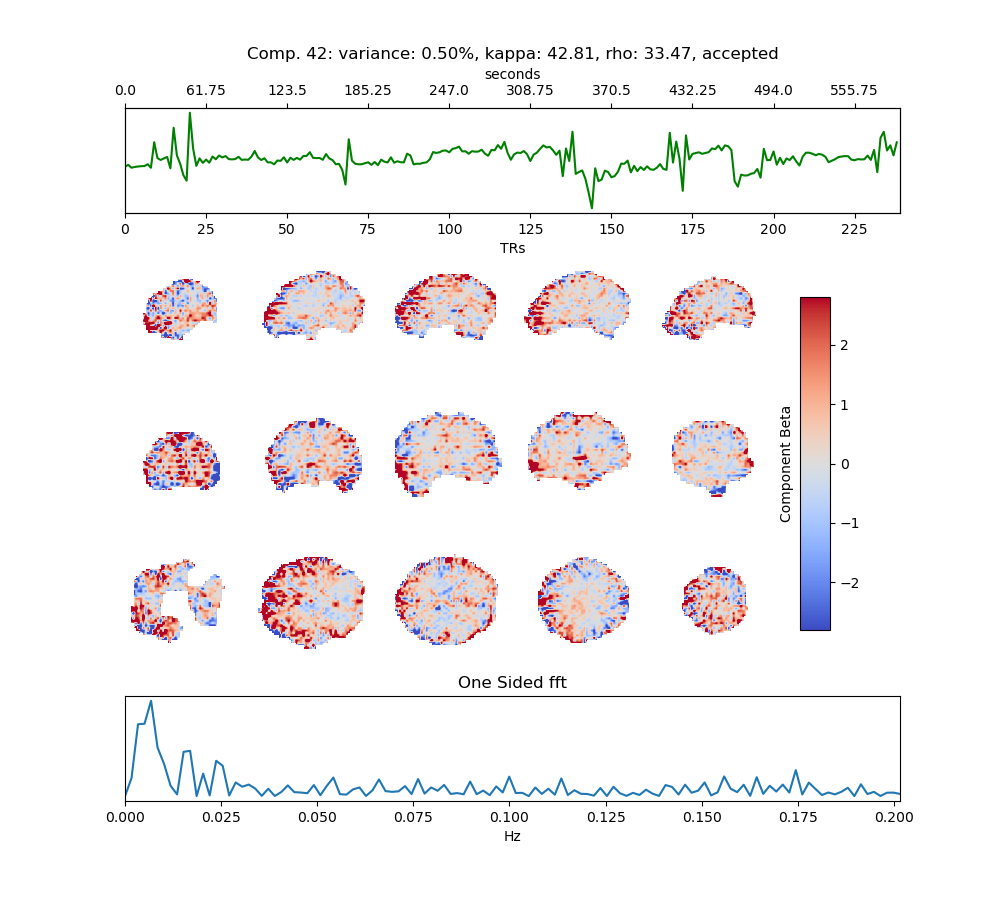 Comp. 42: variance: 0.50%, kappa: 42.81, rho: 33.47, accepted
seconds
0.0 61.75 123.5 185.25 247.0 308.75 370.5 432.25 494.0 555.75
0 25 50 75 100 125 150 175 200 225
TRs
2
1
0
−1
−2
Component Beta
One Sided fft
0.000 0.025 0.050 0.075 0.100 0.125 0.150 0.175 0.200
Hz